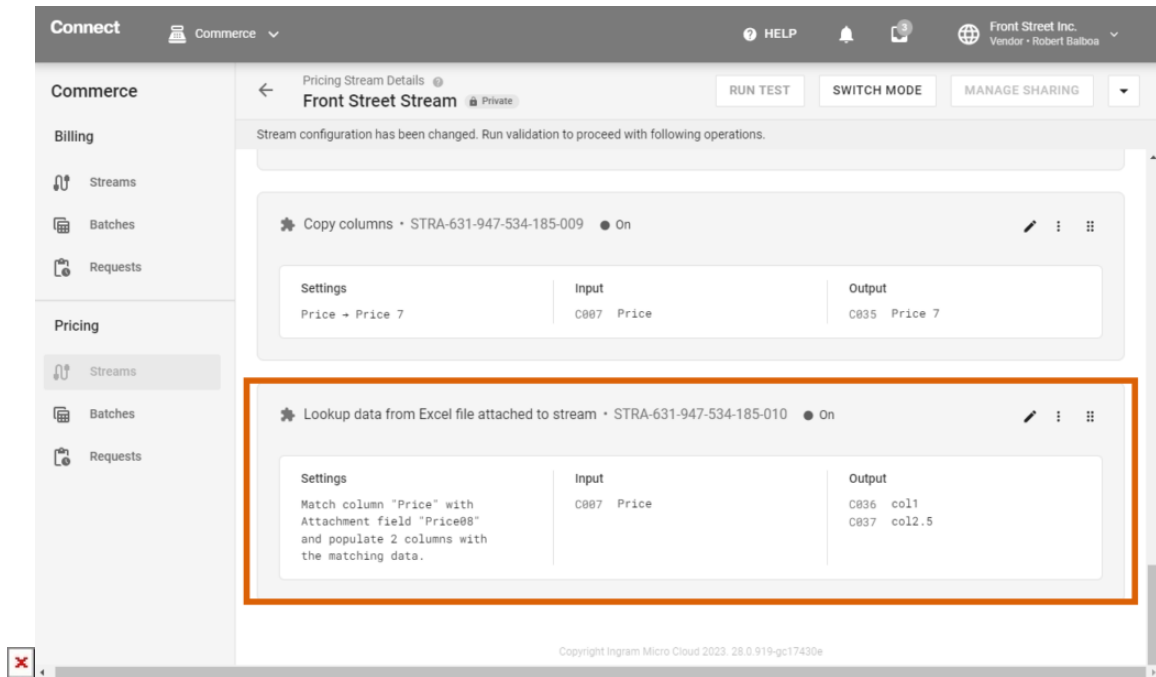 Connect
Commerce
HELP
3
Front Street Inc.
Vendor • Robert Balboa
Commerce
Pricing Stream Details
Front Street Stream
Private
RUN TEST
SWITCH MODE
MANAGE SHARING
Billing
Stream configuration has been changed. Run validation to proceed with following operations.
Streams
Batches
Requests
Pricing
Streams
Batches
Requests
Copy columns • STRA-631-947-534-185-009 ● On
Settings
Price → Price 7
Input
C007 Price
Output
C035 Price 7
Lookup data from Excel file attached to stream • STRA-631-947-534-185-010 ● On
Settings
Match column "Price" with
Attachment field "Price08"
and populate 2 columns with
the matching data.
Input
C007 Price
Output
C036 col1
C037 col2.5
Copyright Ingram Micro Cloud 2023. 28.0.919-gc17430e